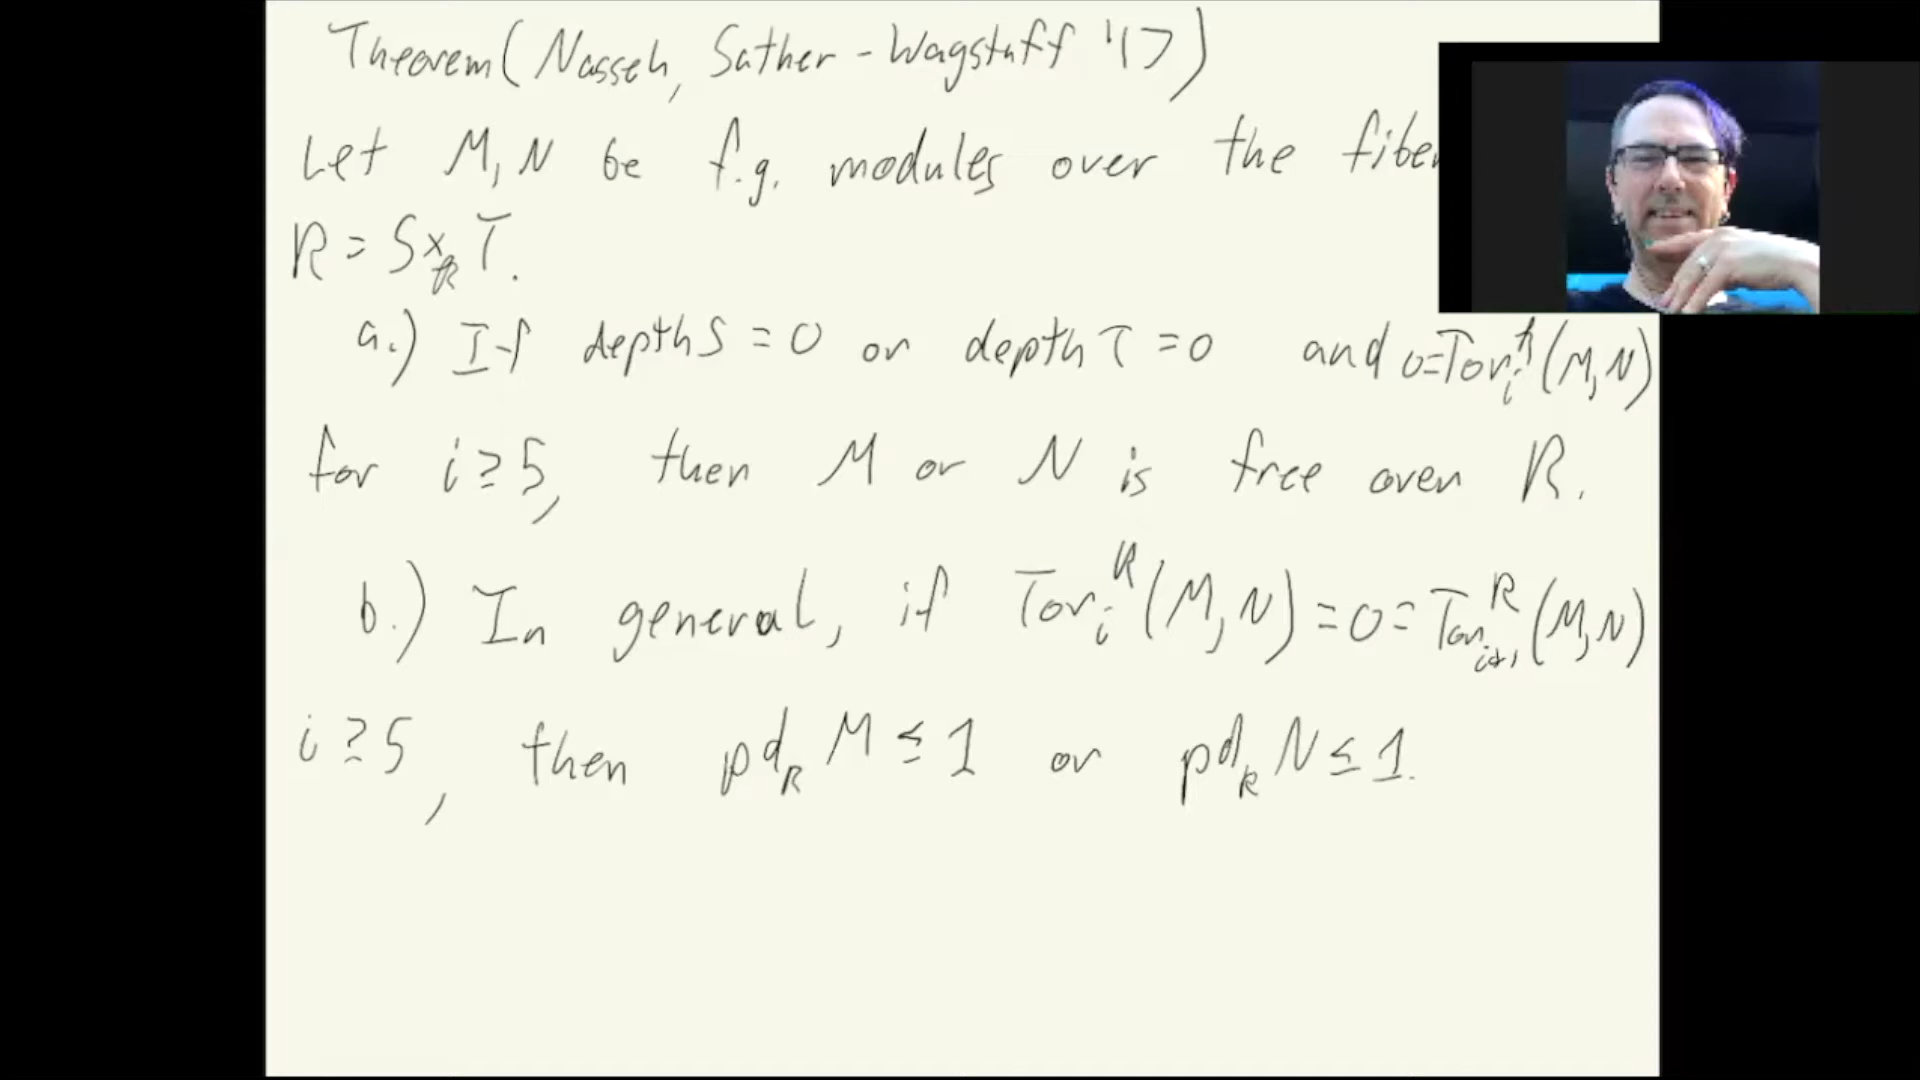 Theorem (Nasseh, Sather-Wagstaff '17)
Let M, N be f.g. modules over the fiber
R = S ×_k T.
a.) If depth S = 0 or depth T = 0 and 0 = Tor_i^R(M, N)
for i ≥ 5, then M or N is free over R.
b.) In general, if Tor_i^R(M, N) = 0 = Tor_{i+1}^R(M, N)
i ≥ 5, then pd_R M ≤ 1 or pd_R N ≤ 1.